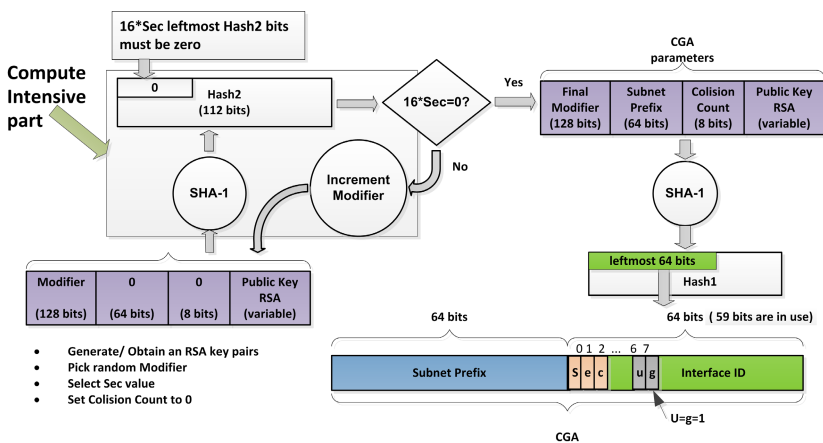 16*Sec leftmost Hash2 bits
must be zero
Compute
Intensive
part
0
Hash2
(112 bits)
16*Sec=0?
Yes
No
SHA-1
Increment
Modifier
Modifier
(128 bits)
0
(64 bits)
0
(8 bits)
Public Key
RSA
(variable)
• Generate/ Obtain an RSA key pairs
• Pick random Modifier
• Select Sec value
• Set Colision Count to 0
CGA
parameters
Final
Modifier
(128 bits)
Subnet
Prefix
(64 bits)
Colision
Count
(8 bits)
Public Key
RSA
(variable)
SHA-1
leftmost 64 bits
Hash1
64 bits
64 bits ( 59 bits are in use)
0 1 2 ... 6 7
Subnet Prefix
S e c
u g
Interface ID
U=g=1
CGA